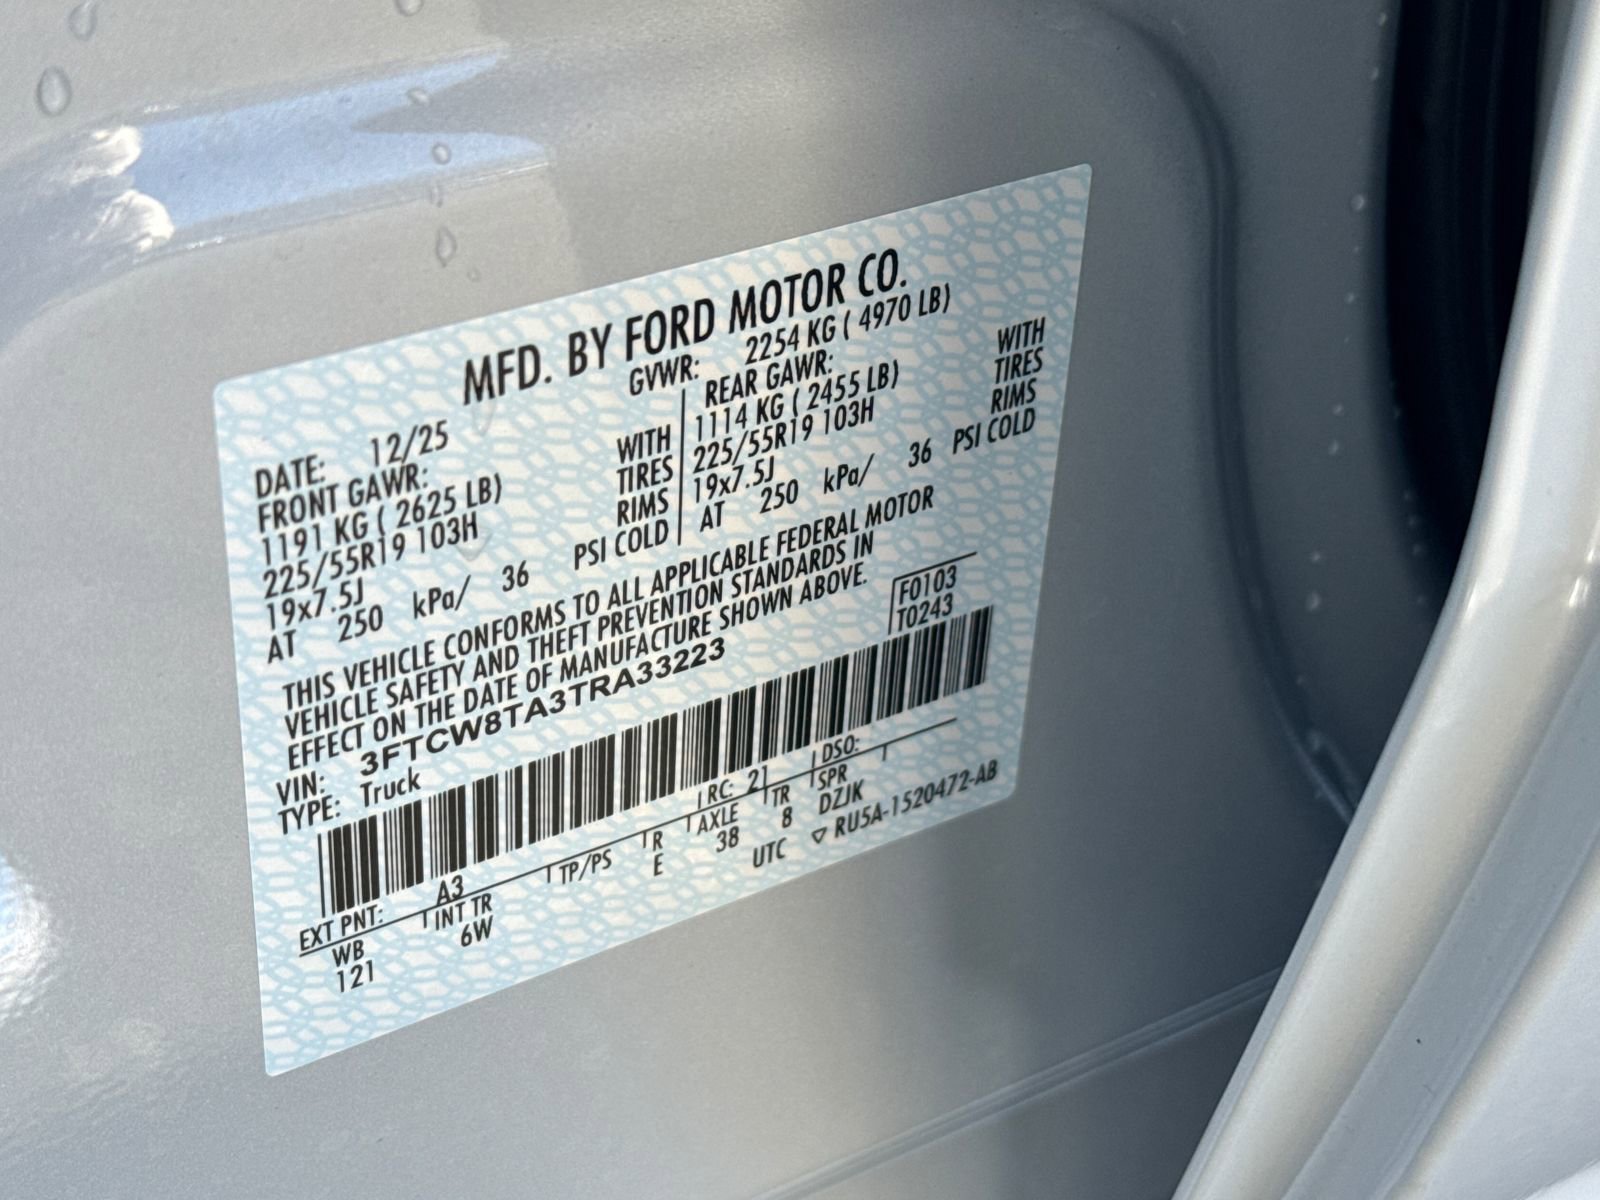 MFD. BY FORD MOTOR CO.
DATE: 12/25 GVWR: 2254 KG ( 4970 LB)
FRONT GAWR: REAR GAWR:
1191 KG ( 2625 LB) WITH 1114 KG ( 2455 LB) WITH
225/55R19 103H TIRES 225/55R19 103H TIRES
19x7.5J RIMS 19x7.5J RIMS
AT 250 kPa/ 36 PSI COLD AT 250 kPa/ 36 PSI COLD
THIS VEHICLE CONFORMS TO ALL APPLICABLE FEDERAL MOTOR
VEHICLE SAFETY AND THEFT PREVENTION STANDARDS IN
EFFECT ON THE DATE OF MANUFACTURE SHOWN ABOVE.
F0103
T0243
VIN: 3FTCW8TA3TRA33223
TYPE: Truck
EXT PNT: A3 RC: 21 DSO:
WB INT TR TP/PS R AXLE TR SPR
121 6W E 38 8 DZJK
UTC ▽ RU5A-1520472-AB